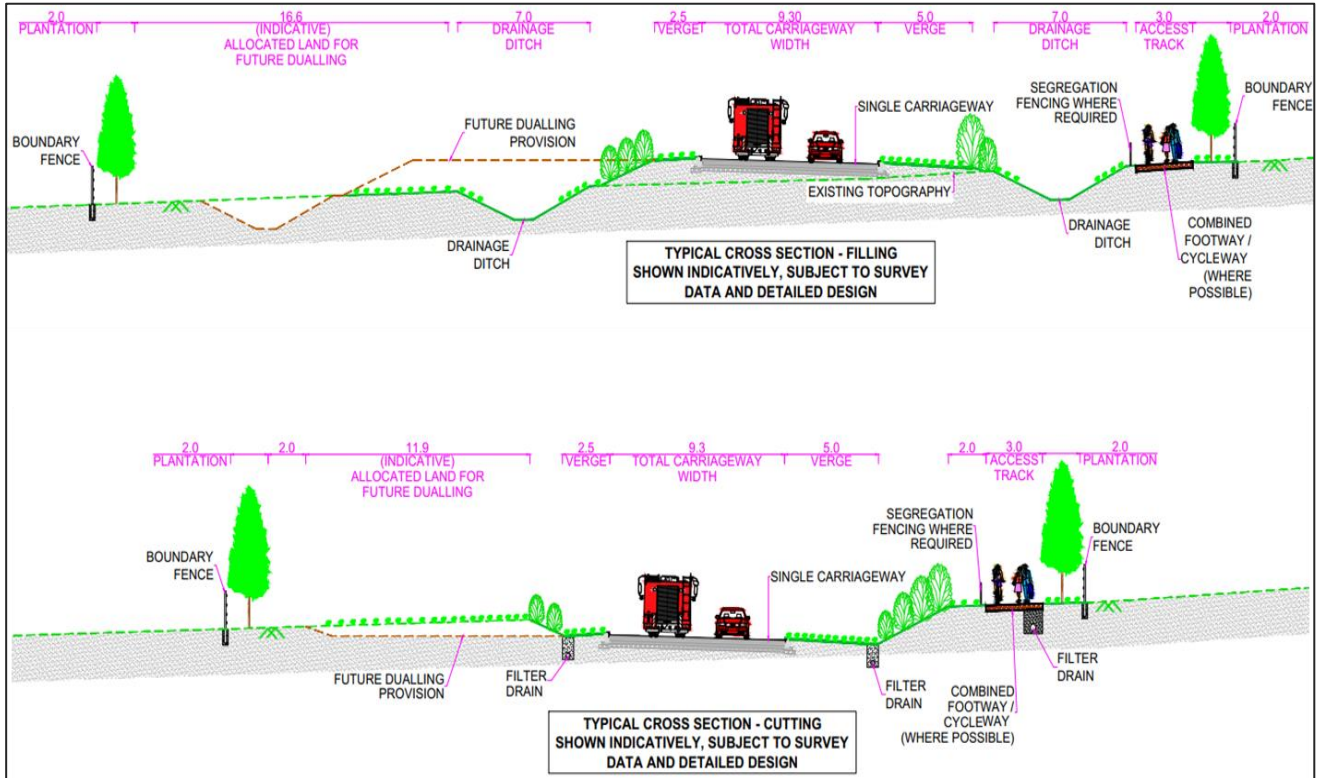 2.0
PLANTATION
16.6
(INDICATIVE)
ALLOCATED LAND FOR
FUTURE DUALLING
7.0
DRAINAGE
DITCH
2.5
VERGE
9.30
TOTAL CARRIAGEWAY
WIDTH
5.0
VERGE
7.0
DRAINAGE
DITCH
3.0
ACCESS
TRACK
2.0
PLANTATION
BOUNDARY
FENCE
FUTURE DUALLING
PROVISION
SINGLE CARRIAGEWAY
SEGREGATION
FENCING WHERE
REQUIRED
BOUNDARY
FENCE
EXISTING TOPOGRAPHY
DRAINAGE
DITCH
DRAINAGE
DITCH
COMBINED
FOOTWAY /
CYCLEWAY
(WHERE
POSSIBLE)
TYPICAL CROSS SECTION - FILLING
SHOWN INDICATIVELY, SUBJECT TO SURVEY
DATA AND DETAILED DESIGN
2.0
PLANTATION
2.0
11.9
(INDICATIVE)
ALLOCATED LAND FOR
FUTURE DUALLING
2.5
VERGE
9.3
TOTAL CARRIAGEWAY
WIDTH
5.0
VERGE
2.0
3.0
ACCESS
TRACK
2.0
PLANTATION
BOUNDARY
FENCE
SINGLE CARRIAGEWAY
SEGREGATION
FENCING WHERE
REQUIRED
BOUNDARY
FENCE
FUTURE DUALLING
PROVISION
FILTER
DRAIN
FILTER
DRAIN
COMBINED
FOOTWAY /
CYCLEWAY
(WHERE POSSIBLE)
FILTER
DRAIN
TYPICAL CROSS SECTION - CUTTING
SHOWN INDICATIVELY, SUBJECT TO SURVEY
DATA AND DETAILED DESIGN